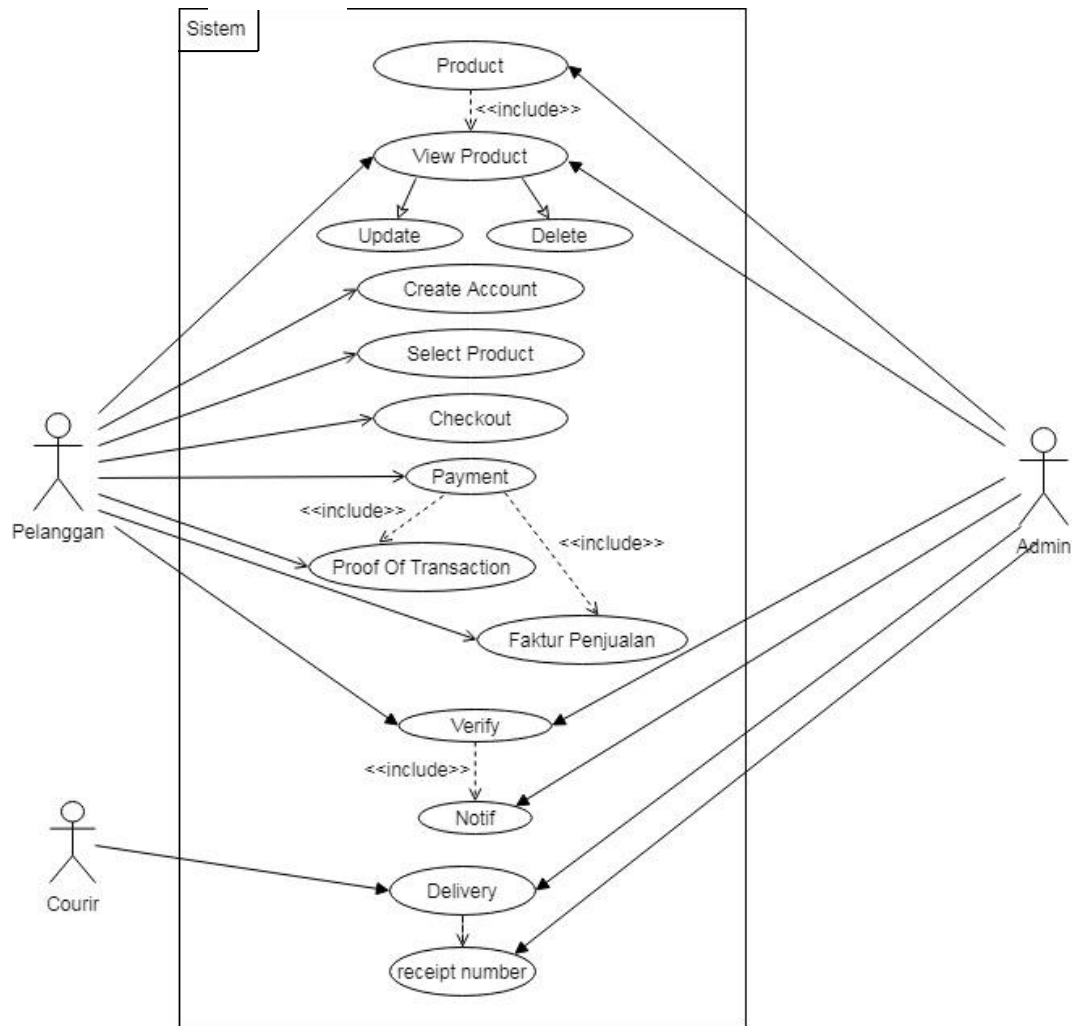 Sistem
Product
<<include>>
View Product
Update
Delete
Create Account
Select Product
Checkout
Payment
<<include>>
<<include>>
Proof Of Transaction
Faktur Penjualan
Pelanggan
Admin
Verify
<<include>>
Notif
Delivery
Courir
receipt number